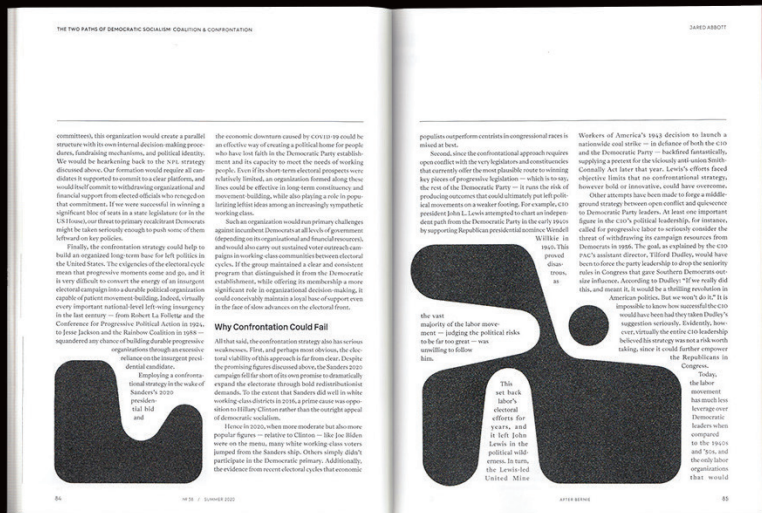 THE TWO PATHS OF DEMOCRATIC SOCIALISM: COALITION & CONFRONTATION
committees), this organization would create a parallel
structure with its own internal decision-making proce-
dures, fundraising mechanisms, and political identity.
We would be hearkening back to the NPL strategy
discussed above. Our formation would require all can-
didates it supported to commit to a clear platform, and
would itself commit to withdrawing organizational and
financial support from elected officials who reneged on
that commitment. If we were successful in winning a
significant bloc of seats in a state legislature (or in the
US House), our threat to primary recalcitrant Democrats
might be taken seriously enough to push some of them
leftward on key policies.
Finally, the confrontation strategy could help to
build an organized long-term base for left politics in
the United States. The exigencies of the electoral cycle
mean that progressive moments come and go, and it
is very difficult to convert the energy of an insurgent
electoral campaign into a durable political organization
capable of patient movement-building. Indeed, virtually
every important national-level left-wing insurgency
in the last century — from Robert La Follette and the
Conference for Progressive Political Action in 1924,
to Jesse Jackson and the Rainbow Coalition in 1988 —
squandered any chance of building durable progressive
organizations through an excessive
reliance on the insurgent presi-
dential candidate.
Employing a confronta-
tional strategy in the wake of
Sanders's 2020
presiden-
tial bid
and
the economic downturn caused by COVID-19 could be
an effective way of creating a political home for people
who have lost faith in the Democratic Party establish-
ment and its capacity to meet the needs of working
people. Even if its short-term electoral prospects were
relatively limited, an organization formed along these
lines could be effective in long-term constituency and
movement-building, while also playing a role in popu-
larizing leftist ideas among an increasingly sympathetic
working class.
Such an organization would run primary challenges
against incumbent Democrats at all levels of government
(depending on its organizational and financial resources),
and would also carry out sustained voter outreach cam-
paigns in working-class communities between electoral
cycles. If the group maintained a clear and consistent
program that distinguished it from the Democratic
establishment, while offering its membership a more
significant role in organizational decision-making, it
could conceivably maintain a loyal base of support even
in the face of slow advances on the electoral front.
Why Confrontation Could Fail
All that said, the confrontation strategy also has serious
weaknesses. First, and perhaps most obvious, the elec-
toral viability of this approach is far from clear. Despite
the promising figures discussed above, the Sanders 2020
campaign fell far short of its own promise to dramatically
expand the electorate through bold redistributionist
demands. To the extent that Sanders did well in white
working-class districts in 2016, a prime cause was oppo-
sition to Hillary Clinton rather than the outright appeal
of democratic socialism.
Hence in 2020, when more moderate but also more
popular figures — relative to Clinton — like Joe Biden
were on the menu, many white working-class voters
jumped from the Sanders ship. Others simply didn't
participate in the Democratic primary. Additionally,
the evidence from recent electoral cycles that economic
84
Nº 38 / SUMMER 2020
JARED ABBOTT
populists outperform centrists in congressional races is
mixed at best.
Second, since the confrontational approach requires
open conflict with the very legislators and constituencies
that currently offer the most plausible route to winning
key pieces of progressive legislation — which is to say,
the rest of the Democratic Party — it runs the risk of
producing outcomes that could ultimately put left polit-
ical movements on a weaker footing. For example, CIO
president John L. Lewis attempted to chart an indepen-
dent path from the Democratic Party in the early 1940s
by supporting Republican presidential nominee Wendell
Willkie in
1940. This
proved
disas-
trous,
as
the vast
majority of the labor move-
ment — judging the political risks
to be far too great — was
unwilling to follow
him.
This
set back
labor's
electoral
efforts for
years, and
it left John
Lewis in the
political wild-
erness. In turn,
the Lewis-led
United Mine
Workers of America's 1943 decision to launch a
nationwide coal strike — in defiance of both the CIO
and the Democratic Party — backfired fantastically,
supplying a pretext for the viciously anti-union Smith-
Connally Act later that year. Lewis's efforts faced
objective limits that no confrontational strategy,
however bold or innovative, could have overcome.
Other attempts have been made to forge a middle-
ground strategy between open conflict and quiescence
to Democratic Party leaders. At least one important
figure in the CIO's political leadership, for instance,
called for progressive labor to seriously consider the
threat of withdrawing its campaign resources from
Democrats in 1956. The goal, as explained by the CIO
PAC's assistant director, Tilford Dudley, would have
been to force the party leadership to drop the seniority
rules in Congress that gave Southern Democrats out-
size influence. According to Dudley: "If we really did
this, and meant it, it would be a thrilling revolution in
American politics. But we won't do it." It is
impossible to know how successful the CIO
would have been had they taken Dudley's
suggestion seriously. Evidently, how-
ever, virtually the entire CIO leadership
believed his strategy was not a risk worth
taking, since it could further empower
the Republicans in
Congress.
Today,
the labor
movement
has much less
leverage over
Democratic
leaders when
compared
to the 1940s
and '50s, and
the only labor
organizations
that would
AFTER BERNIE
85